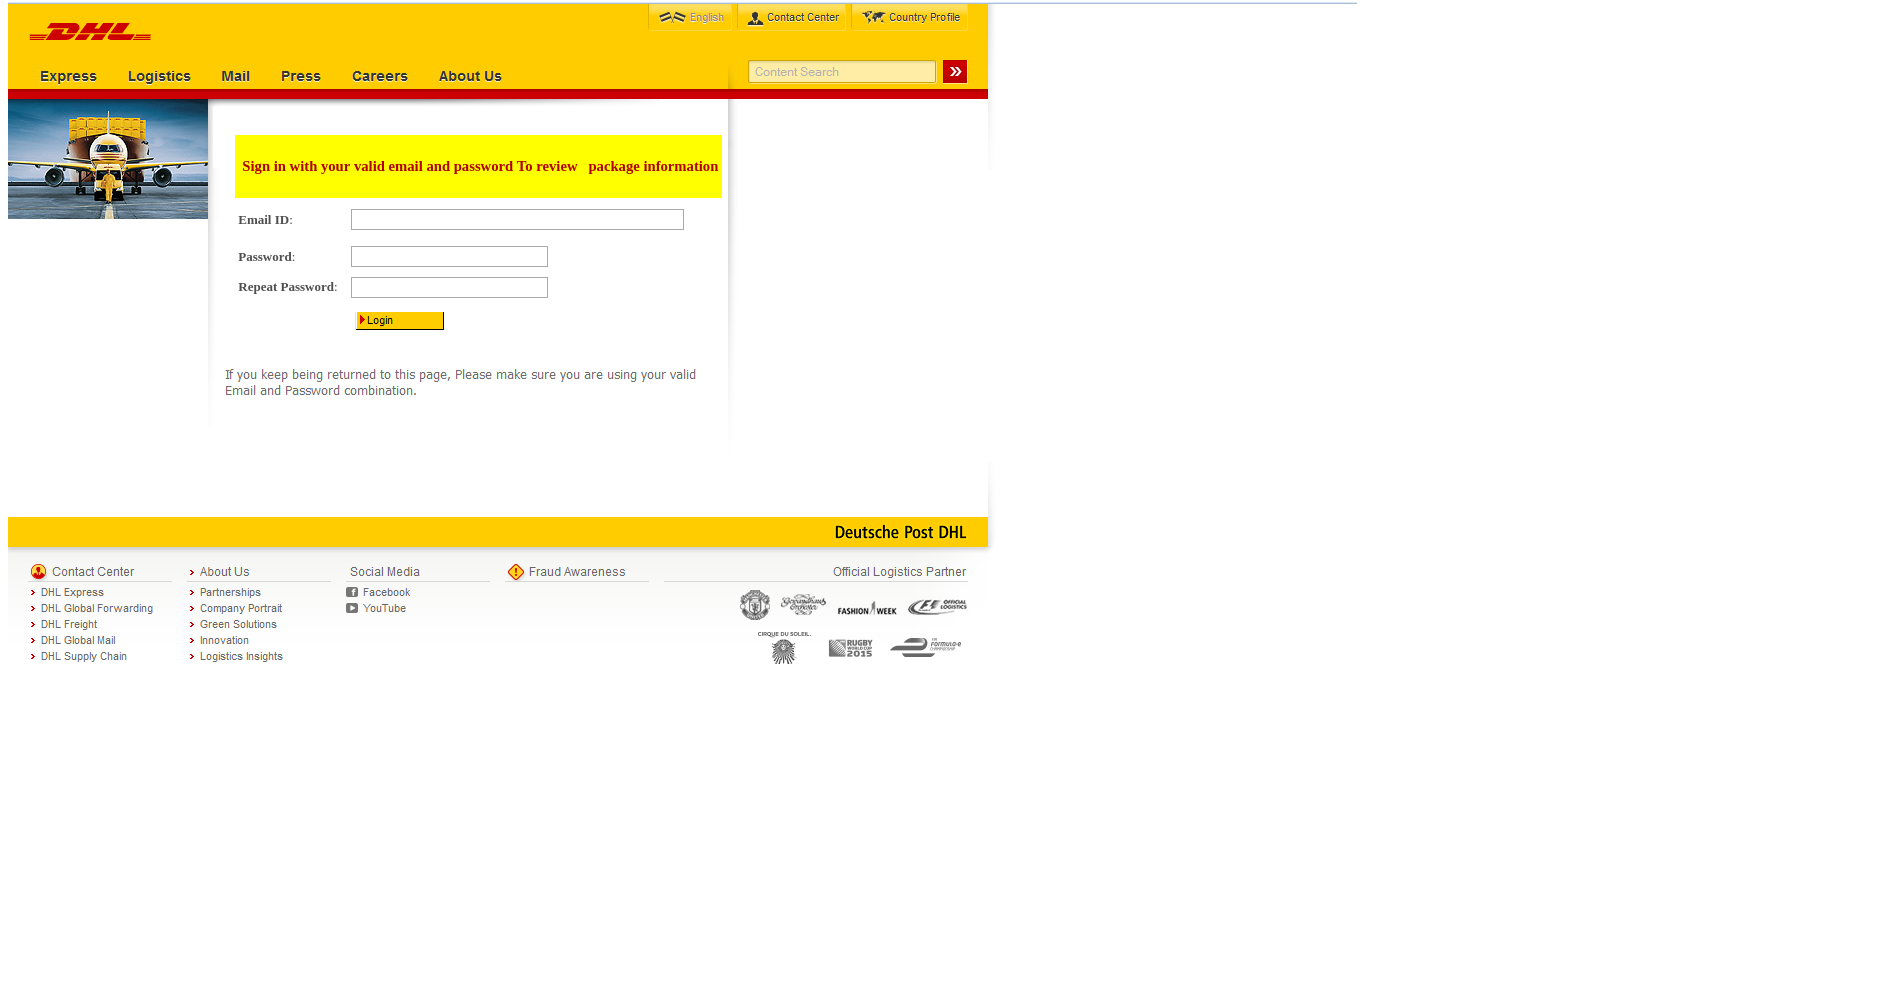 DHL
English
Contact Center
Country Profile
Express
Logistics
Mail
Press
Careers
About Us
Content Search
Sign in with your valid email and password To review package information
Email ID:
Password:
Repeat Password:
Login
If you keep being returned to this page, Please make sure you are using your valid
Email and Password combination.
Deutsche Post DHL
Contact Center
DHL Express
DHL Global Forwarding
DHL Freight
DHL Global Mail
DHL Supply Chain
About Us
Partnerships
Company Portrait
Green Solutions
Innovation
Logistics Insights
Social Media
Facebook
YouTube
Fraud Awareness
Official Logistics Partner
Gewandhaus
Orchester
FASHION WEEK
F1 OFFICIAL
LOGISTICS
CIRQUE DU SOLEIL.
RUGBY
WORLD CUP
2015
FIA
Formula-e
CHAMPIONSHIP